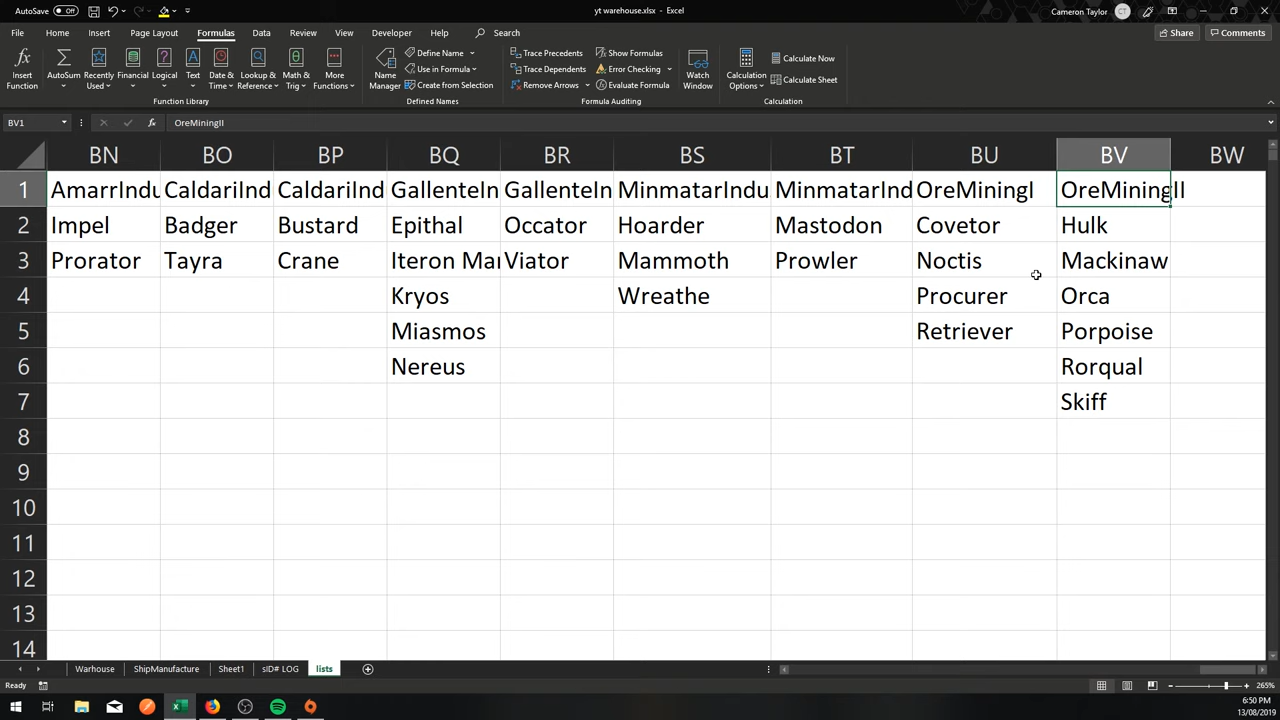 AutoSave Off
yt warehouse.xlsx - Excel
Cameron Taylor CT
File Home Insert Page Layout Formulas Data Review View Developer Help Search Share Comments
Insert Function
AutoSum
Recently Used
Financial
Logical
Text
Date & Time
Lookup & Reference
Math & Trig
More Functions
Function Library
Name Manager
Define Name
Use in Formula
Create from Selection
Defined Names
Trace Precedents
Trace Dependents
Remove Arrows
Show Formulas
Error Checking
Evaluate Formula
Formula Auditing
Watch Window
Calculation Options
Calculate Now
Calculate Sheet
Calculation
BV1 fx OreMiningII
BN BO BP BQ BR BS BT BU BV BW
1 AmarrIndu CaldariInd CaldariInd GallenteIn GallenteIn MinmatarIndu MinmatarInd OreMiningI OreMiningII
2 Impel Badger Bustard Epithal Occator Hoarder Mastodon Covetor Hulk
3 Prorator Tayra Crane Iteron Mar Viator Mammoth Prowler Noctis Mackinaw
4 Kryos Wreathe Procurer Orca
5 Miasmos Retriever Porpoise
6 Nereus Rorqual
7 Skiff
8
9
10
11
12
13
14
Warhouse ShipManufacture Sheet1 sID# LOG lists
Ready 265%
6:50 PM
13/08/2019